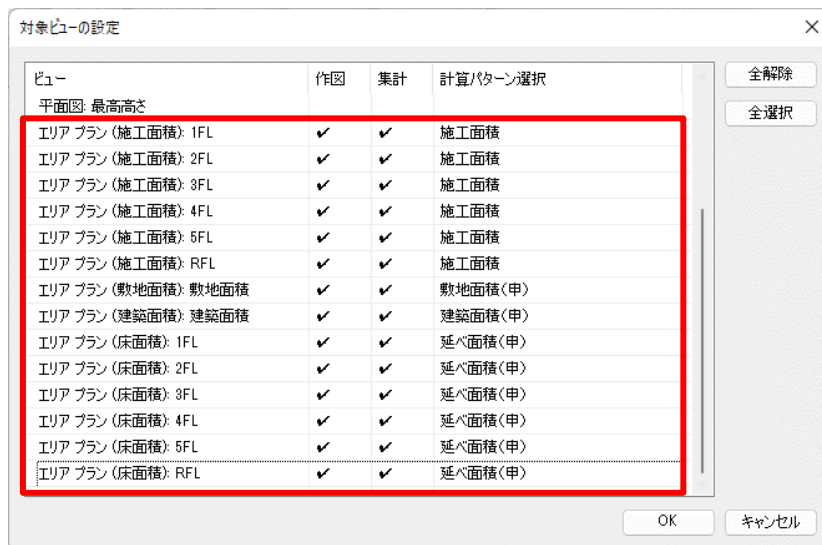 対象ビューの設定
ビュー 作図 集計 計算パターン選択 全解除
平面図: 最高高さ 全選択
エリア プラン (施工面積): 1FL ✔ ✔ 施工面積
エリア プラン (施工面積): 2FL ✔ ✔ 施工面積
エリア プラン (施工面積): 3FL ✔ ✔ 施工面積
エリア プラン (施工面積): 4FL ✔ ✔ 施工面積
エリア プラン (施工面積): 5FL ✔ ✔ 施工面積
エリア プラン (施工面積): RFL ✔ ✔ 施工面積
エリア プラン (敷地面積): 敷地面積 ✔ ✔ 敷地面積(申)
エリア プラン (建築面積): 建築面積 ✔ ✔ 建築面積(申)
エリア プラン (床面積): 1FL ✔ ✔ 延べ面積(申)
エリア プラン (床面積): 2FL ✔ ✔ 延べ面積(申)
エリア プラン (床面積): 3FL ✔ ✔ 延べ面積(申)
エリア プラン (床面積): 4FL ✔ ✔ 延べ面積(申)
エリア プラン (床面積): 5FL ✔ ✔ 延べ面積(申)
エリア プラン (床面積): RFL ✔ ✔ 延べ面積(申)
OK キャンセル